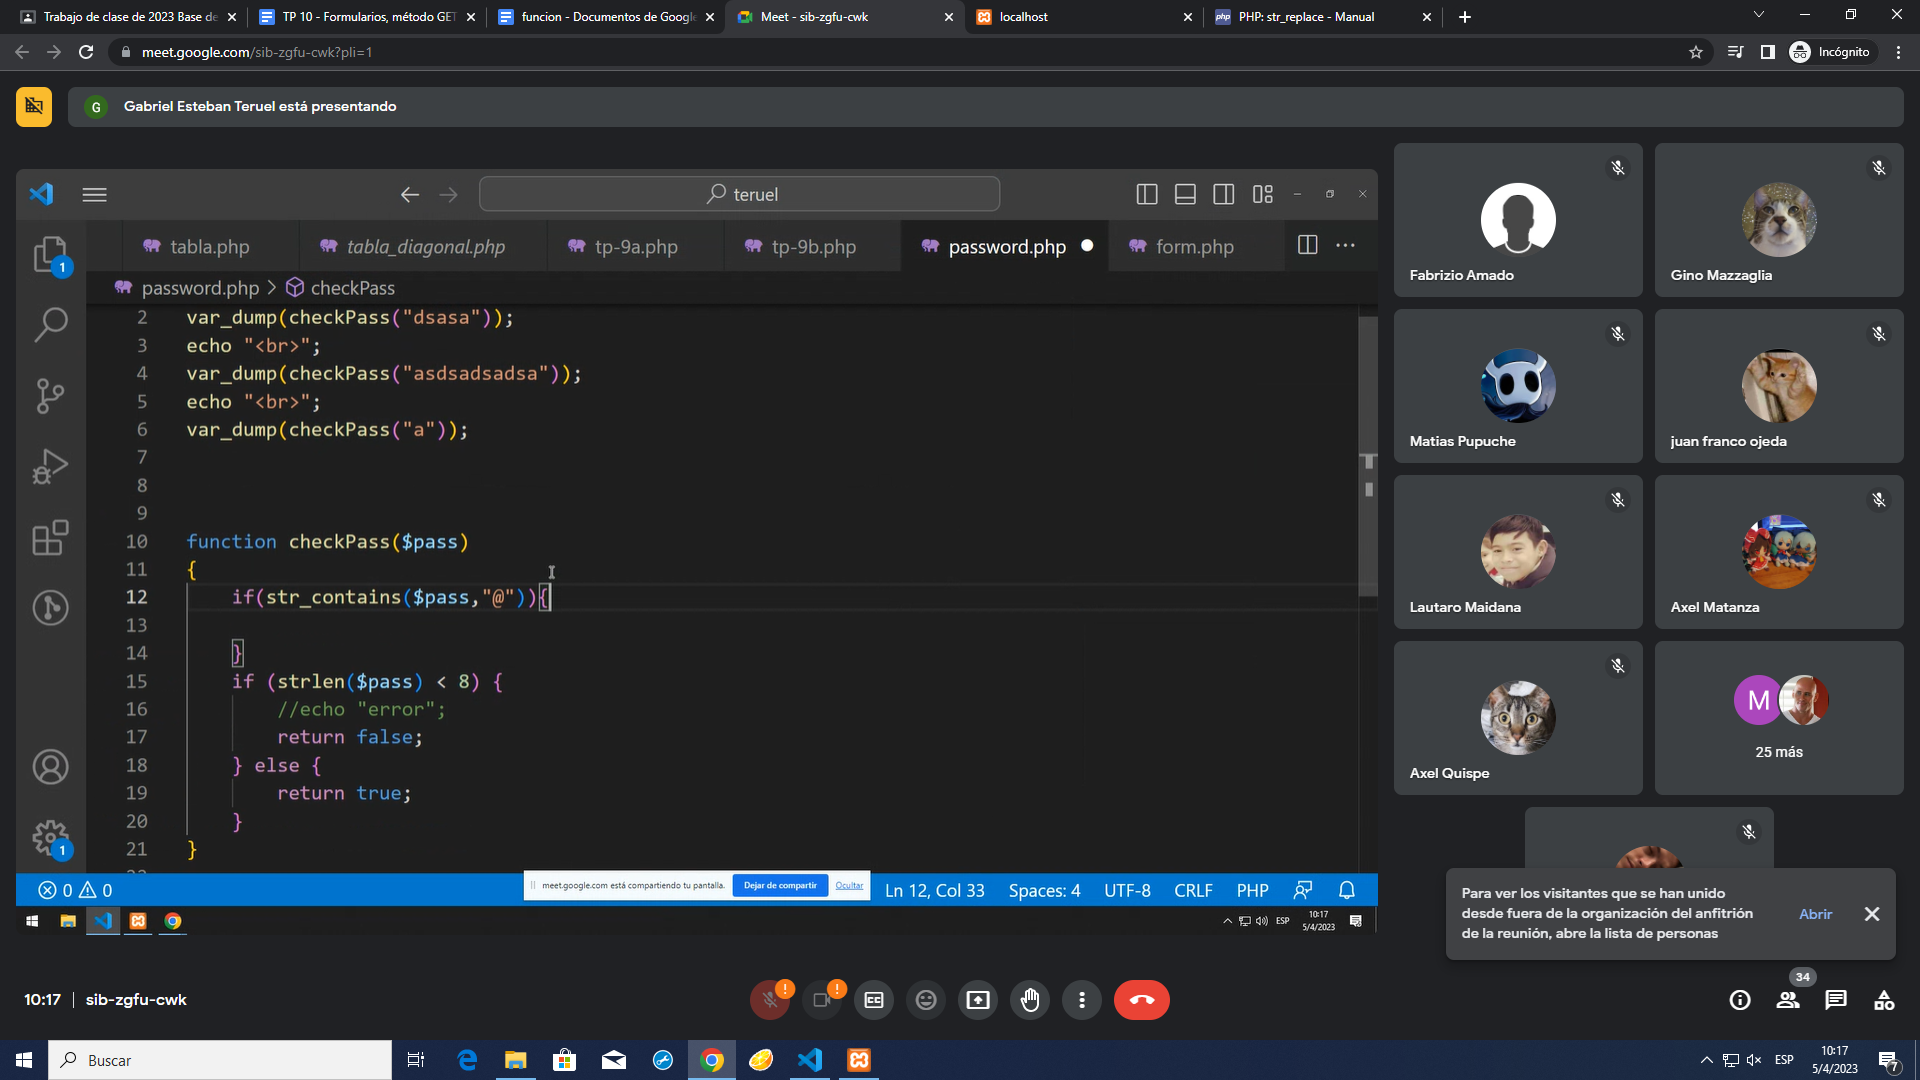 Trabajo de clase de 2023 Base de
TP 10 - Formularios, método GET
funcion - Documentos de Google
Meet - sib-zgfu-cwk
localhost
php
PHP: str_replace - Manual
meet.google.com/sib-zgfu-cwk?pli=1
Incógnito
G
Gabriel Esteban Teruel está presentando
teruel
tabla.php
tabla_diagonal.php
tp-9a.php
tp-9b.php
password.php
form.php
1
password.php > checkPass
2 var_dump(checkPass("dsasa"));
3 echo "<br>";
4 var_dump(checkPass("asdsadsadsa"));
5 echo "<br>";
6 var_dump(checkPass("a"));
7
8
9
10 function checkPass($pass)
11 {
12 if(str_contains($pass,"@")){
13
14 }
15 if (strlen($pass) < 8) {
16 //echo "error";
17 return false;
18 } else {
19 return true;
20 }
21 }
1
0 0
meet.google.com está compartiendo tu pantalla.
Dejar de compartir
Ocultar
Ln 12, Col 33
Spaces: 4
UTF-8
CRLF
PHP
ESP
10:17
5/4/2023
Fabrizio Amado
Gino Mazzaglia
Matias Pupuche
juan franco ojeda
Lautaro Maidana
Axel Matanza
Axel Quispe
M
25 más
Para ver los visitantes que se han unido
desde fuera de la organización del anfitrión
de la reunión, abre la lista de personas
Abrir
10:17 | sib-zgfu-cwk
34
Buscar
ESP
10:17
5/4/2023
7